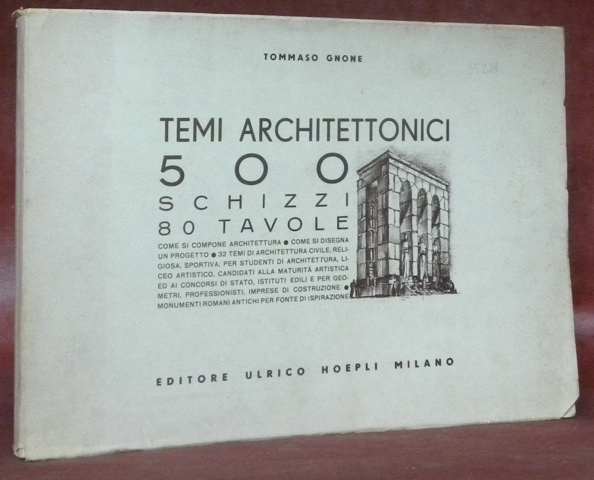 TOMMASO GNONE
TEMI ARCHITETTONICI
500
SCHIZZI
80 TAVOLE
COME SI COMPONE ARCHITETTURA ● COME SI DISEGNA
UN PROGETTO ● 32 TEMI DI ARCHITETTURA CIVILE, RELI-
GIOSA, SPORTIVA, PER STUDENTI DI ARCHITETTURA, LI-
CEO ARTISTICO, CANDIDATI ALLA MATURITÀ ARTISTICA
ED AI CONCORSI DI STATO, ISTITUTI EDILI E PER GEO-
METRI, PROFESSIONISTI, IMPRESE DI COSTRUZIONE ●
MONUMENTI ROMANI ANTICHI PER FONTE DI ISPIRAZIONE
EDITORE ULRICO HOEPLI MILANO